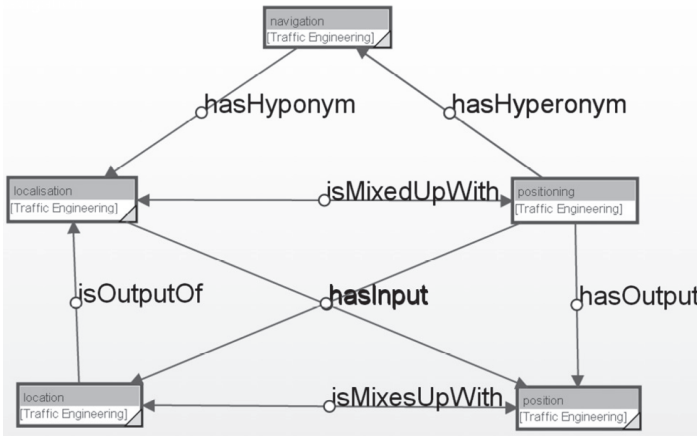 navigation
[Traffic Engineering]
hasHyponym
hasHyperonym
localisation
[Traffic Engineering]
isMixedUpWith
positioning
[Traffic Engineering]
isOutputOf
hasInput
hasOutput
location
[Traffic Engineering]
isMixesUpWith
position
[Traffic Engineering]